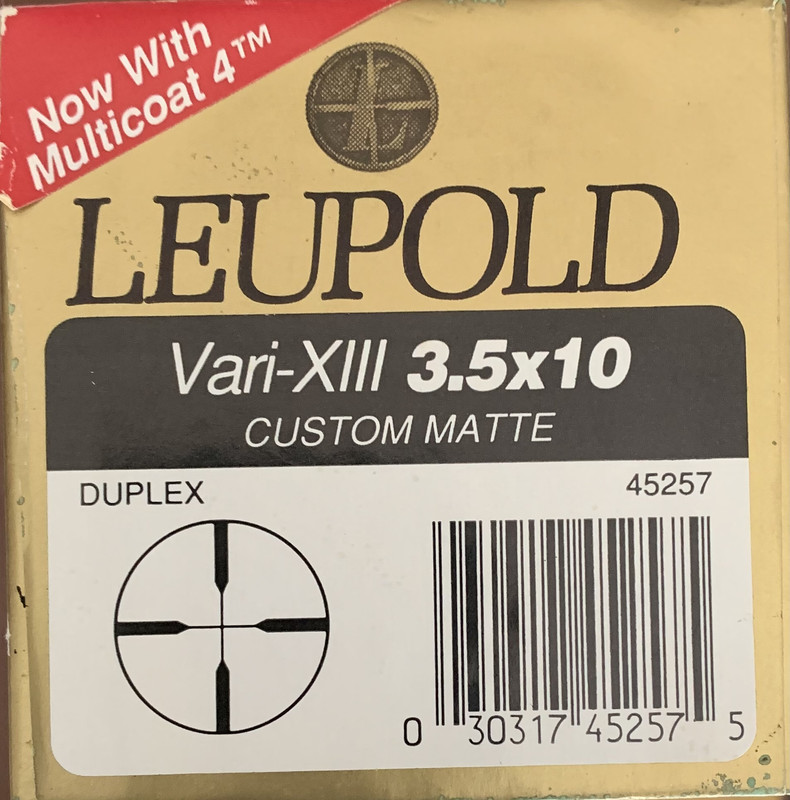 Now With
Multicoat 4™
LEUPOLD
Vari-XIII 3.5x10
CUSTOM MATTE
DUPLEX
45257
0 30317 45257 5